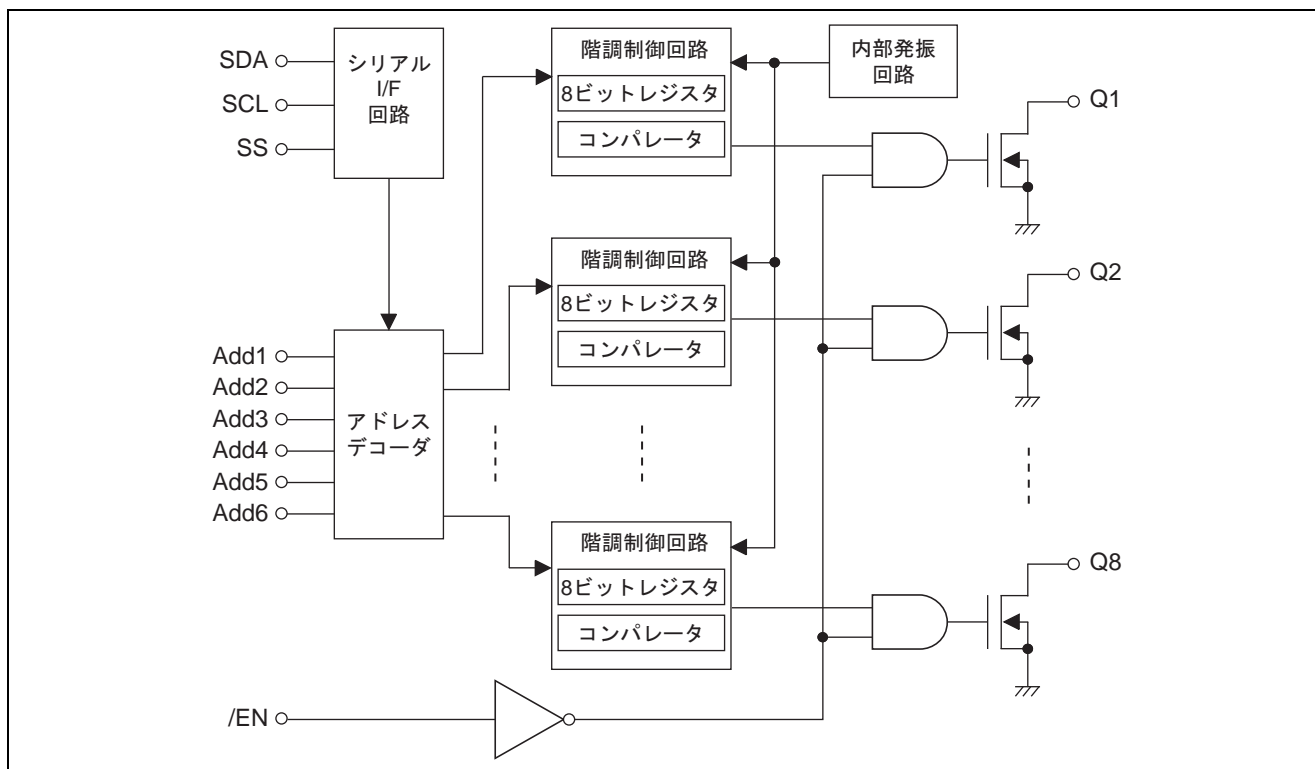 SDA
SCL
SS
シリアル
I/F
回路
階調制御回路
8ビットレジスタ
コンパレータ
内部発振
回路
Q1
階調制御回路
8ビットレジスタ
コンパレータ
Q2
Add1
Add2
Add3
Add4
Add5
Add6
アドレス
デコーダ
階調制御回路
8ビットレジスタ
コンパレータ
Q8
/EN